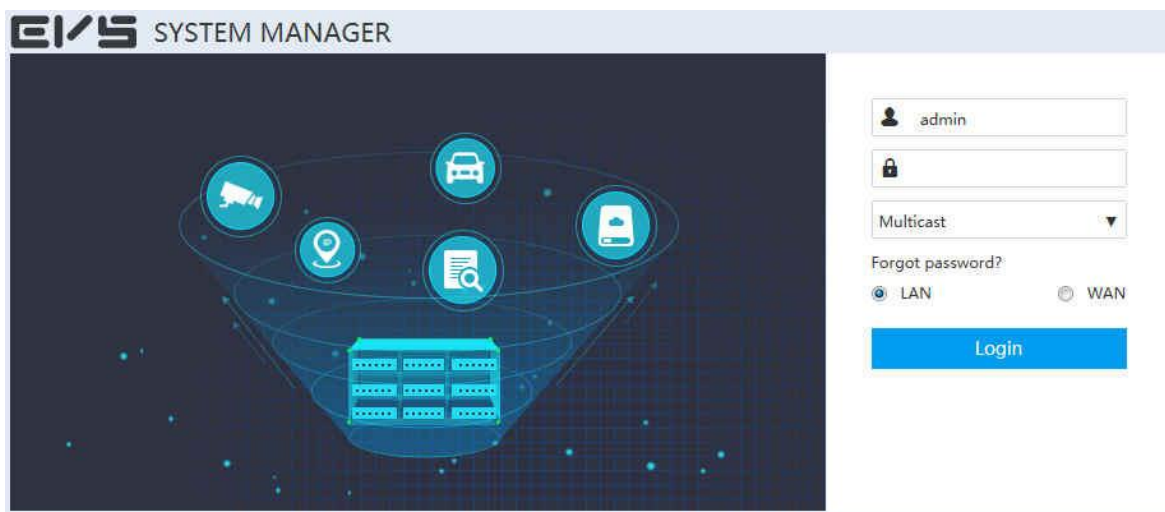 EVS SYSTEM MANAGER
admin
Multicast
Forgot password?
LAN WAN
Login